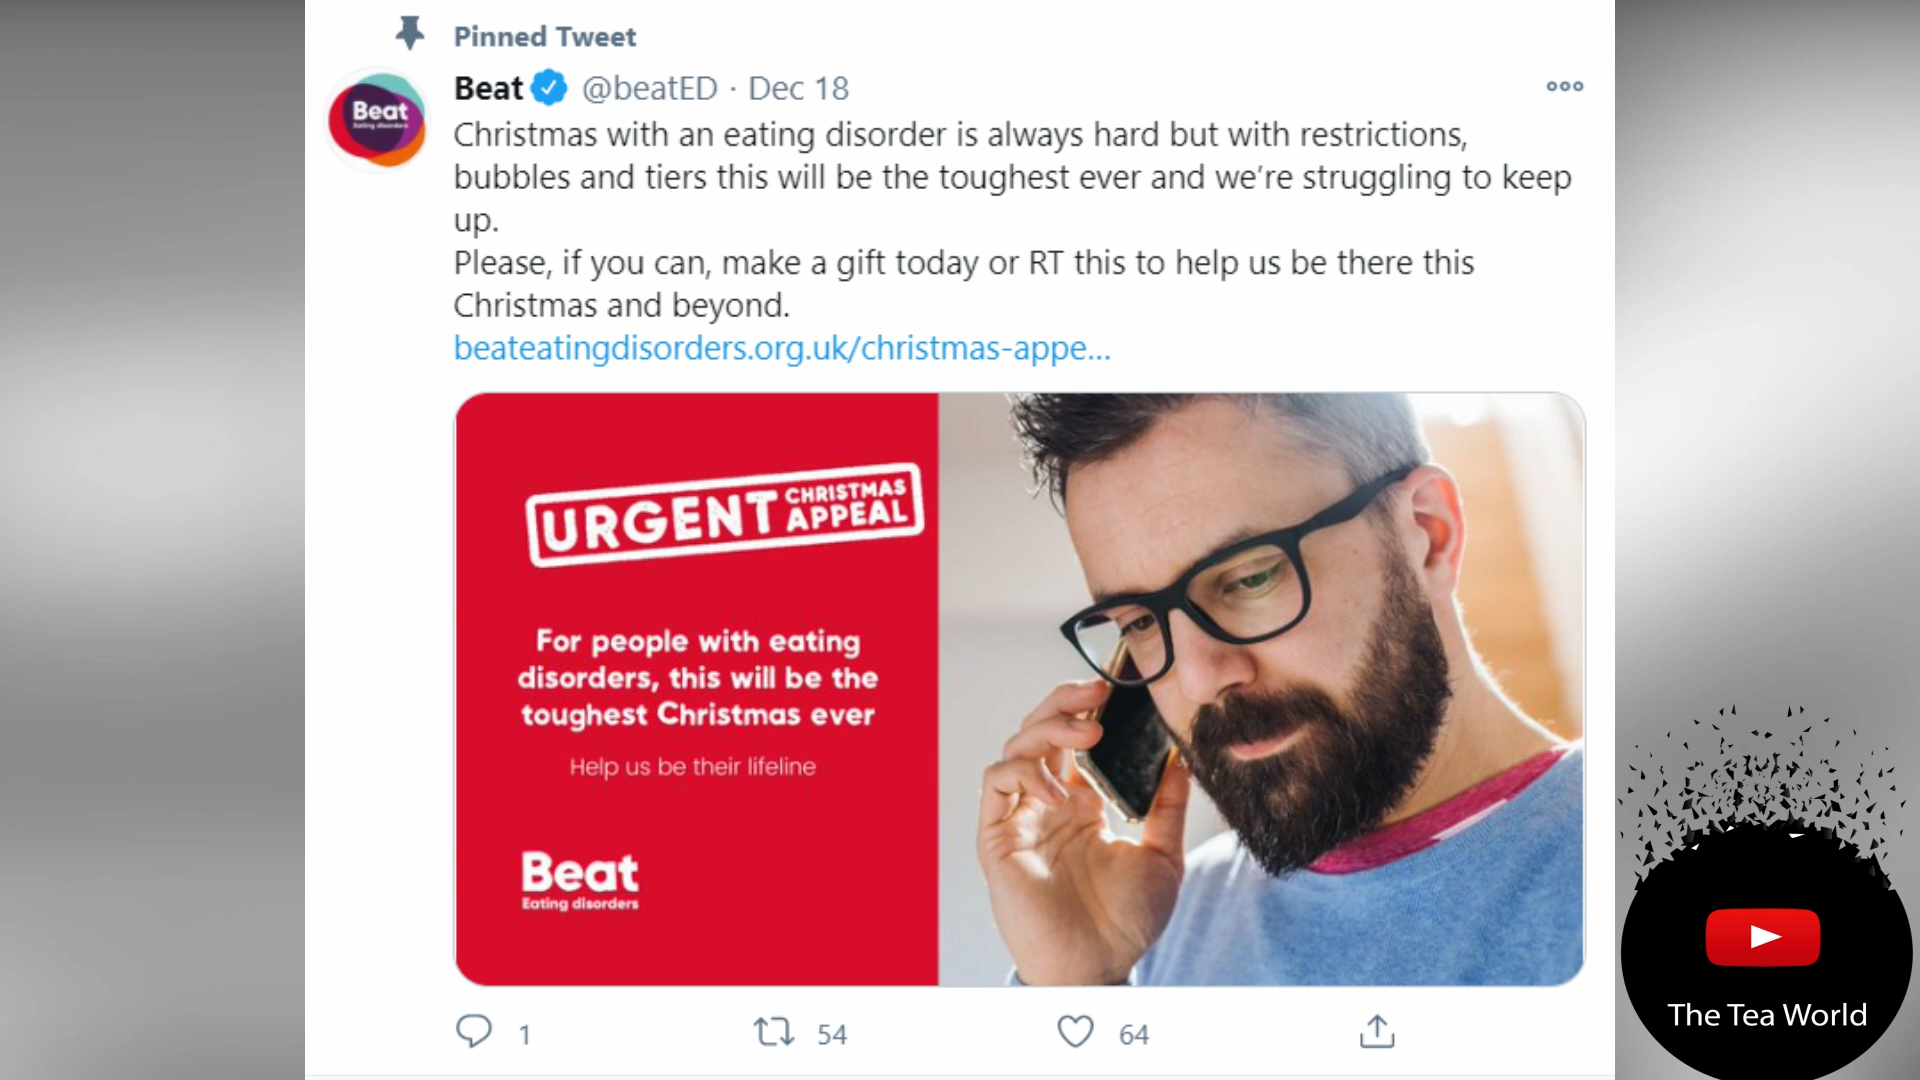 Pinned Tweet
Beat @beatED · Dec 18
Christmas with an eating disorder is always hard but with restrictions,
bubbles and tiers this will be the toughest ever and we're struggling to keep
up.
Please, if you can, make a gift today or RT this to help us be there this
Christmas and beyond.
beateatingdisorders.org.uk/christmas-appe...
Beat
Eating disorders
URGENT CHRISTMAS
APPEAL
For people with eating
disorders, this will be the
toughest Christmas ever
Help us be their lifeline
Beat
Eating disorders
1
54
64
The Tea World